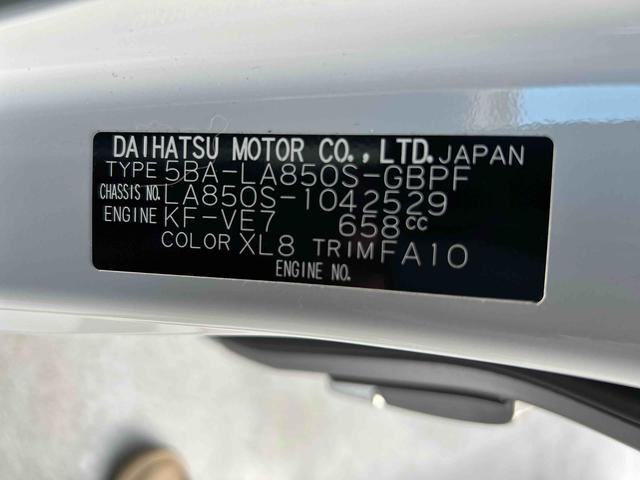 DAIHATSU MOTOR CO., LTD. JAPAN
TYPE 5BA-LA850S-GBPF
CHASSIS NO. LA850S-1042529
ENGINE KF-VE7 658cc
COLOR XL8 TRIM FA10
ENGINE NO.